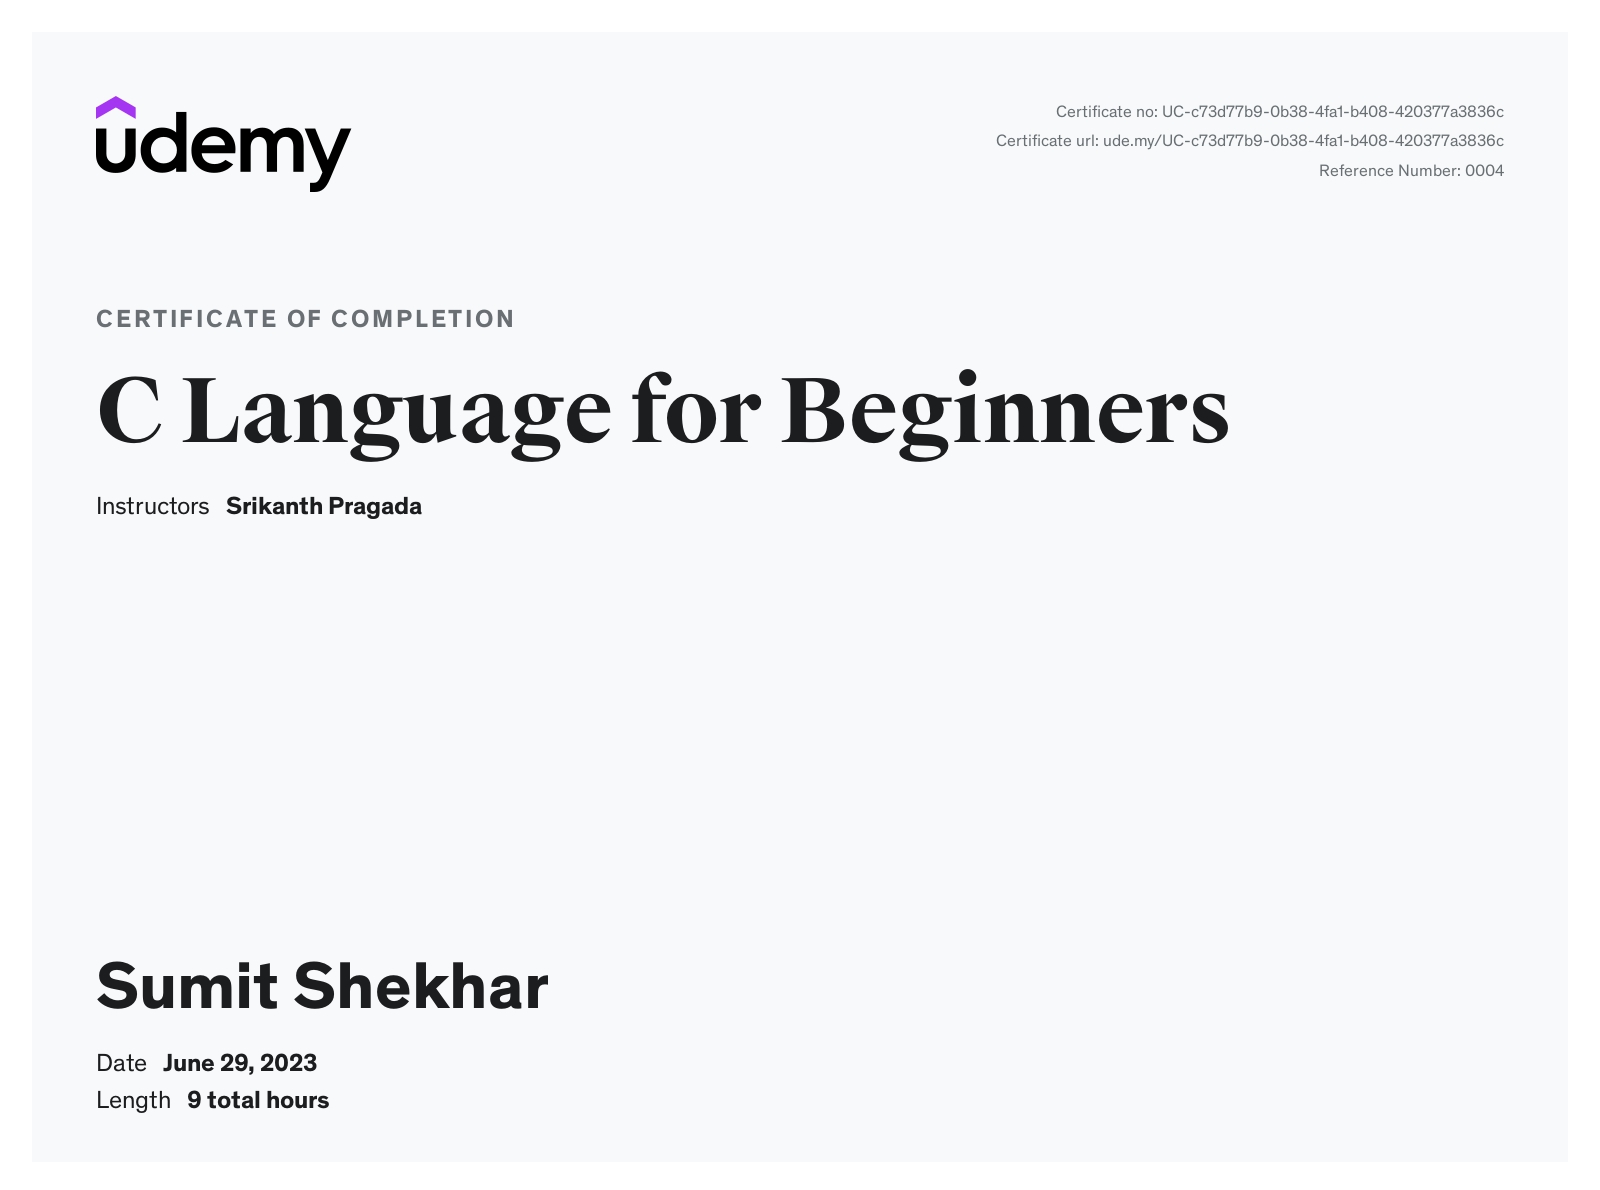 udemy
Certificate no: UC-c73d77b9-0b38-4fa1-b408-420377a3836c
Certificate url: ude.my/UC-c73d77b9-0b38-4fa1-b408-420377a3836c
Reference Number: 0004
CERTIFICATE OF COMPLETION
C Language for Beginners
Instructors Srikanth Pragada
Sumit Shekhar
Date June 29, 2023
Length 9 total hours